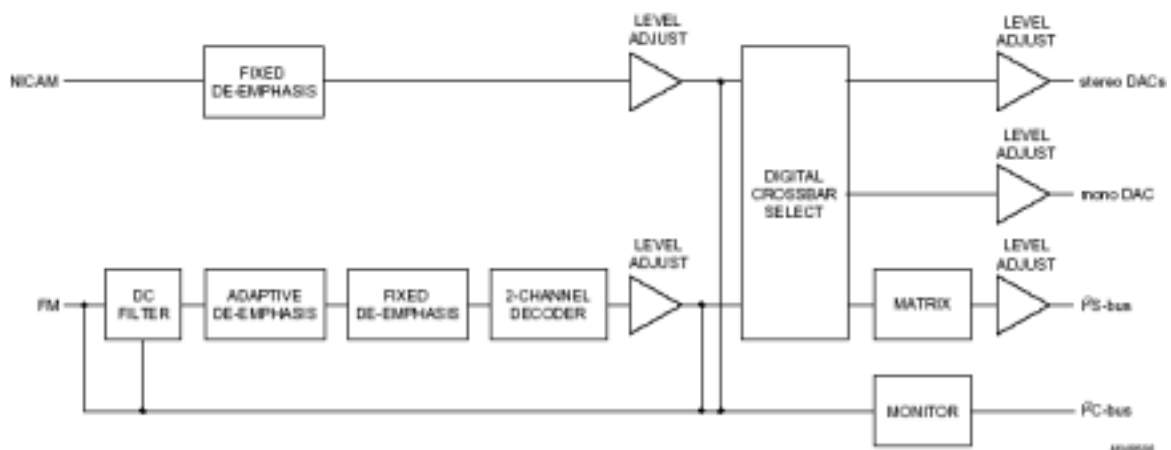 LEVEL
ADJUST
LEVEL
ADJUST
NICAM
FIXED
DE-EMPHASIS
stereo DACs
LEVEL
ADJUST
DIGITAL
CROSSBAR
SELECT
mono DAC
LEVEL
ADJUST
LEVEL
ADJUST
FM
DC
FILTER
ADAPTIVE
DE-EMPHASIS
FIXED
DE-EMPHASIS
2-CHANNEL
DECODER
MATRIX
I²S-bus
MONITOR
I²C-bus